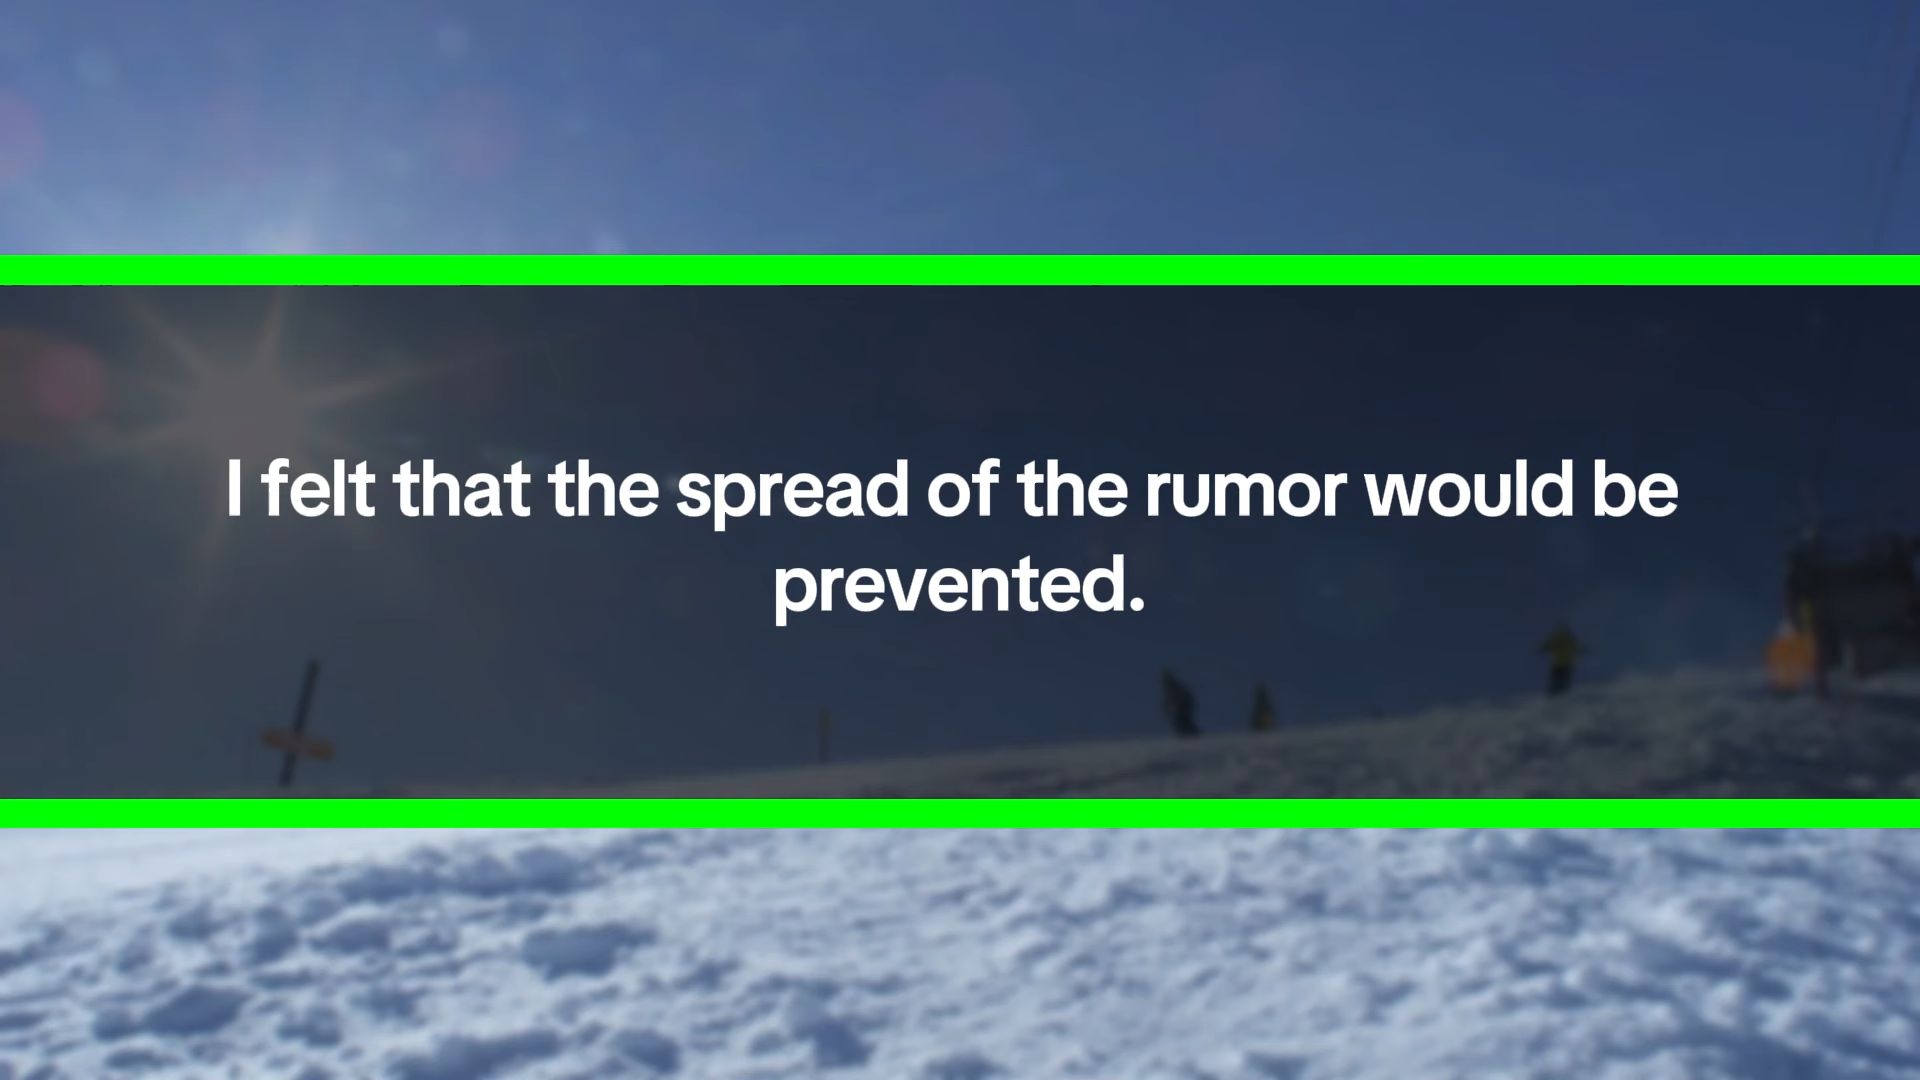 I felt that the spread of the rumor would be
prevented.